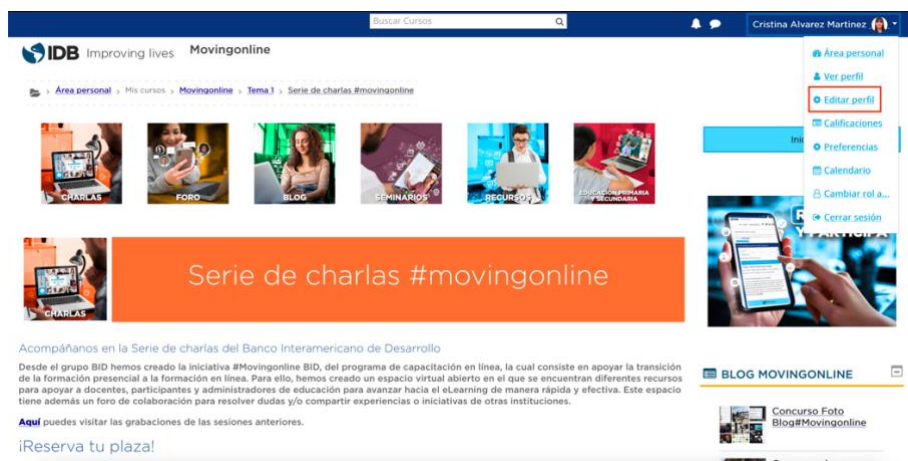 Buscar Cursos
Cristina Alvarez Martinez
IDB Improving lives Movingonline
Área personal
Ver perfil
Editar perfil
Calificaciones
Preferencias
Calendario
Cambiar rol a...
Cerrar sesión
Área personal › Mis cursos › Movingonline › Tema 1 › Serie de charlas #movingonline
CHARLAS
FORO
BLOG
SEMINARIOS
RECURSOS
EDUCACIÓN PRIMARIA
Y SECUNDARIA
Y PARTICIPA
CHARLAS
Serie de charlas #movingonline
Acompáñanos en la Serie de charlas del Banco Interamericano de Desarrollo
Desde el grupo BID hemos creado la iniciativa #Movingonline BID, del programa de capacitación en línea, la cual consiste en apoyar la transición
de la formación presencial a la formación en línea. Para ello, hemos creado un espacio virtual abierto en el que se encuentran diferentes recursos
para apoyar a docentes, participantes y administradores de educación para avanzar hacia el eLearning de manera rápida y efectiva. Este espacio
tiene además un foro de colaboración para resolver dudas y/o compartir experiencias o iniciativas de otras instituciones.
Aquí puedes visitar las grabaciones de las sesiones anteriores.
¡Reserva tu plaza!
BLOG MOVINGONLINE
Concurso Foto
Blog#Movingonline